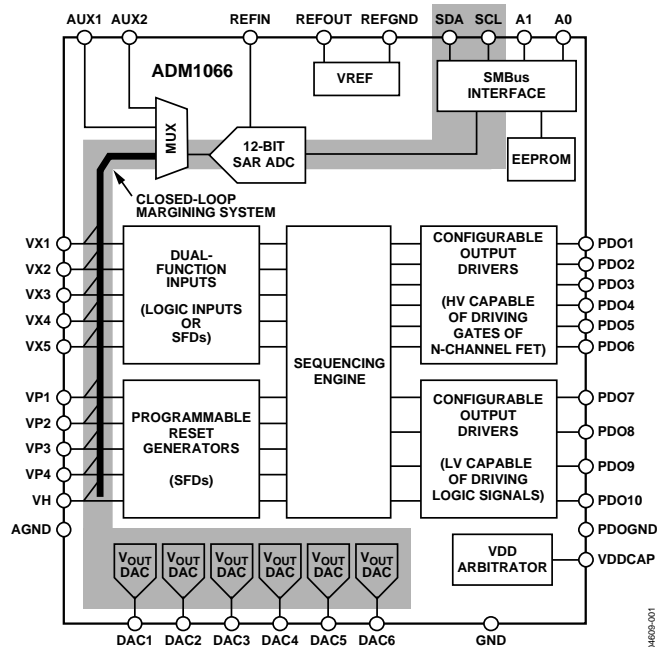 AUX1 AUX2 REFIN REFOUT REFGND SDA SCL A1 A0
ADM1066
VREF
SMBus
INTERFACE
MUX
12-BIT
SAR ADC
EEPROM
CLOSED-LOOP
MARGINING SYSTEM
VX1
VX2
VX3
VX4
VX5
DUAL-
FUNCTION
INPUTS
(LOGIC INPUTS
OR
SFDs)
SEQUENCING
ENGINE
CONFIGURABLE
OUTPUT
DRIVERS
(HV CAPABLE
OF DRIVING
GATES OF
N-CHANNEL FET)
PDO1
PDO2
PDO3
PDO4
PDO5
PDO6
VP1
VP2
VP3
VP4
VH
AGND
PROGRAMMABLE
RESET
GENERATORS
(SFDs)
CONFIGURABLE
OUTPUT
DRIVERS
(LV CAPABLE
OF DRIVING
LOGIC SIGNALS)
PDO7
PDO8
PDO9
PDO10
PDOGND
VDDCAP
VDD
ARBITRATOR
VOUT
DAC
VOUT
DAC
VOUT
DAC
VOUT
DAC
VOUT
DAC
VOUT
DAC
DAC1 DAC2 DAC3 DAC4 DAC5 DAC6 GND
04609-001